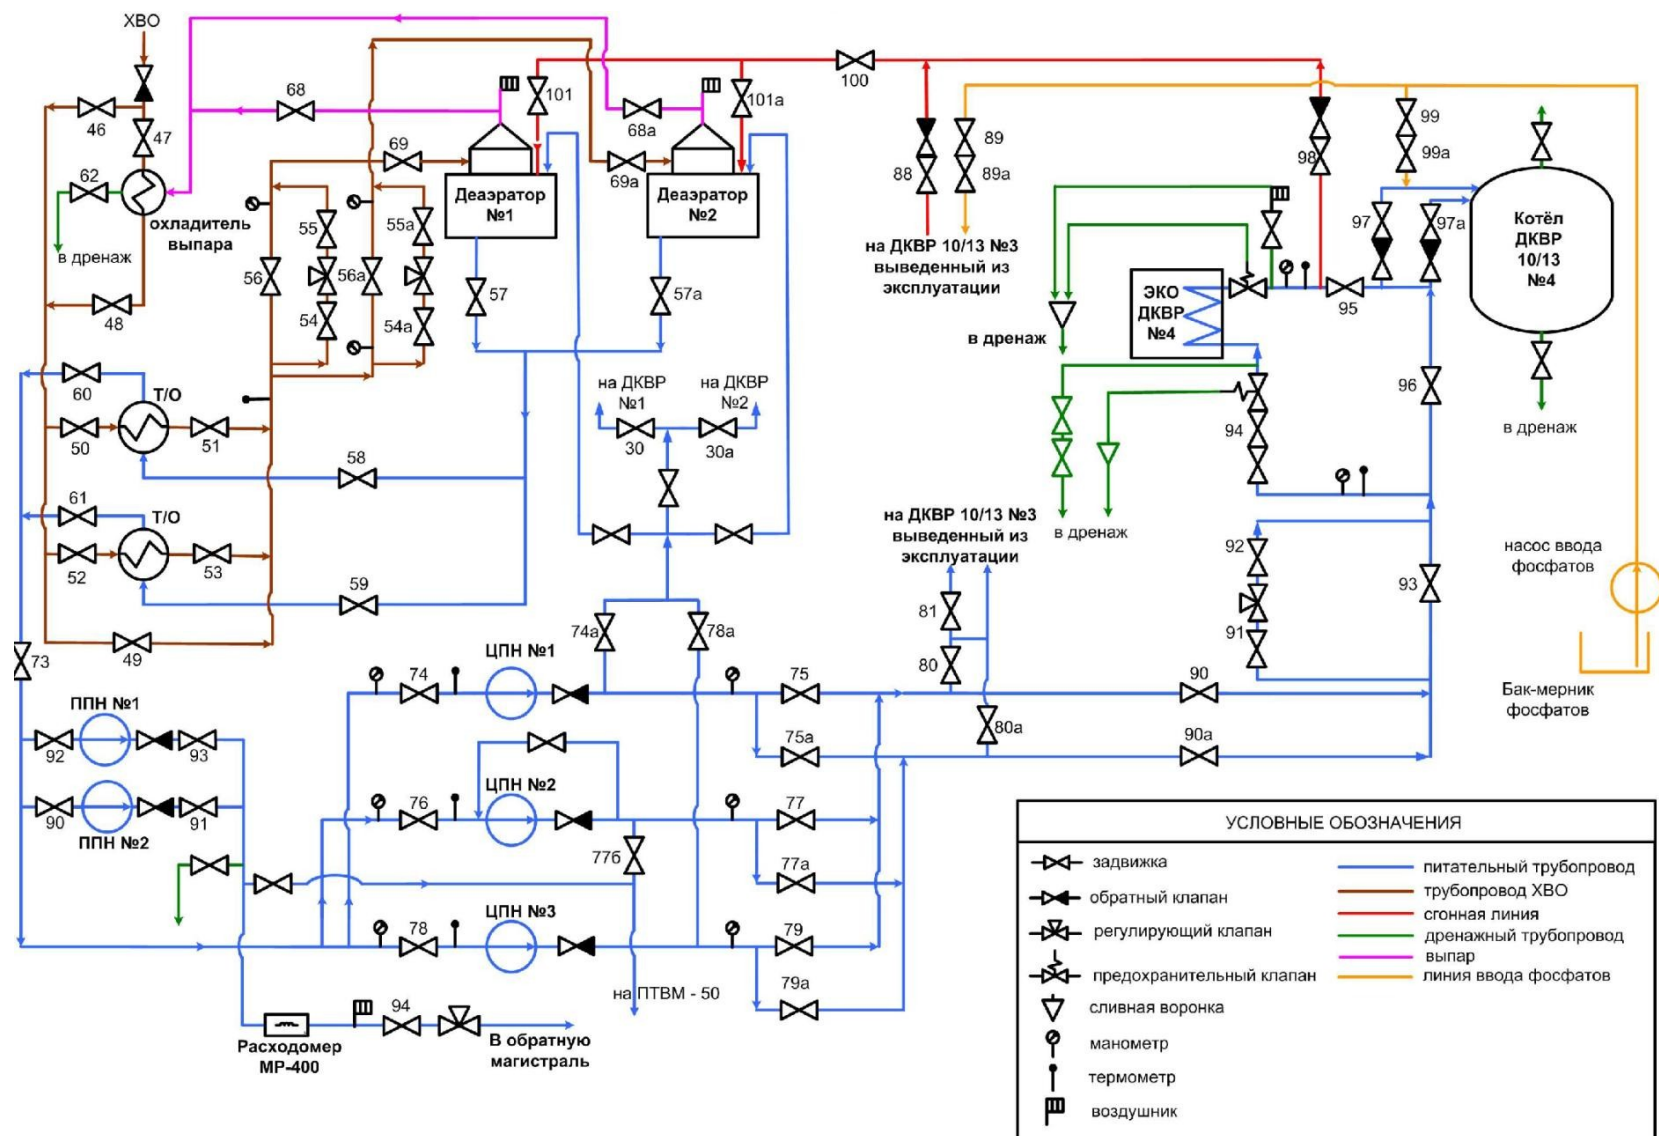 ХВО
46
47
62
68
охладитель
выпара
в дренаж
48
69
55
55а
56
56а
54
54а
101
68а
101а
69а
Деаэратор
№1
Деаэратор
№2
57
57а
100
88
89
89а
на ДКВР 10/13 №3
выведенный из
эксплуатации
98
99
99а
97
97а
Котёл
ДКВР
10/13
№4
ЭКО
ДКВР
№4
95
в дренаж
96
в дренаж
94
в дренаж
60
Т/О
50
51
58
61
Т/О
52
53
59
49
73
на ДКВР
№1
на ДКВР
№2
30
30а
на ДКВР 10/13 №3
выведенный из
эксплуатации
92
93
91
насос ввода
фосфатов
Бак-мерник
фосфатов
74а
78а
81
80
80а
ЦПН №1
74
75
75а
90
90а
ППН №1
92
93
90
91
ППН №2
ЦПН №2
76
77
77б
77а
ЦПН №3
78
79
79а
на ПТВМ - 50
94
Расходомер
МР-400
В обратную
магистраль
УСЛОВНЫЕ ОБОЗНАЧЕНИЯ
задвижка
обратный клапан
регулирующий клапан
предохранительный клапан
сливная воронка
манометр
термометр
воздушник
питательный трубопровод
трубопровод ХВО
сгонная линия
дренажный трубопровод
выпар
линия ввода фосфатов